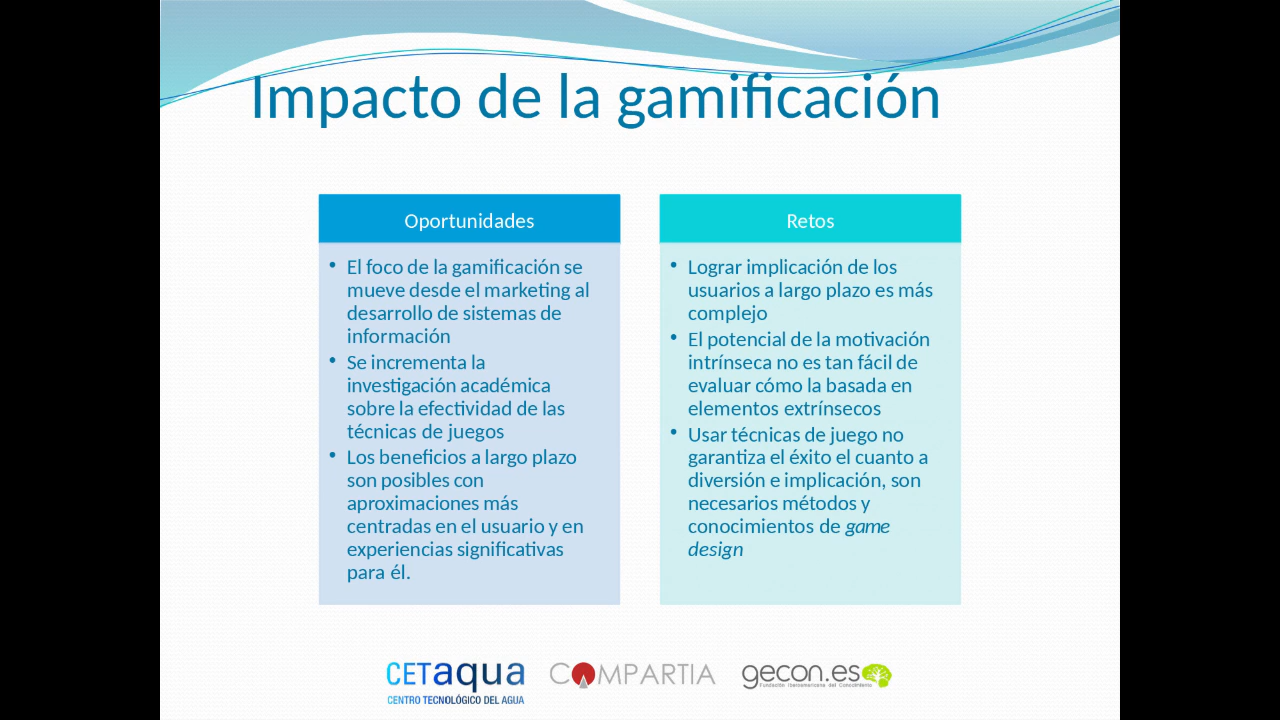 Impacto de la gamificación
Oportunidades
• El foco de la gamificación se
mueve desde el marketing al
desarrollo de sistemas de
información
• Se incrementa la
investigación académica
sobre la efectividad de las
técnicas de juegos
• Los beneficios a largo plazo
son posibles con
aproximaciones más
centradas en el usuario y en
experiencias significativas
para él.
Retos
• Lograr implicación de los
usuarios a largo plazo es más
complejo
• El potencial de la motivación
intrínseca no es tan fácil de
evaluar cómo la basada en
elementos extrínsecos
• Usar técnicas de juego no
garantiza el éxito el cuanto a
diversión e implicación, son
necesarios métodos y
conocimientos de game
design
CETaqua
CENTRO TECNOLÓGICO DEL AGUA
COMPARTIA
gecon.es
Fundación Iberoamericana del Conocimiento